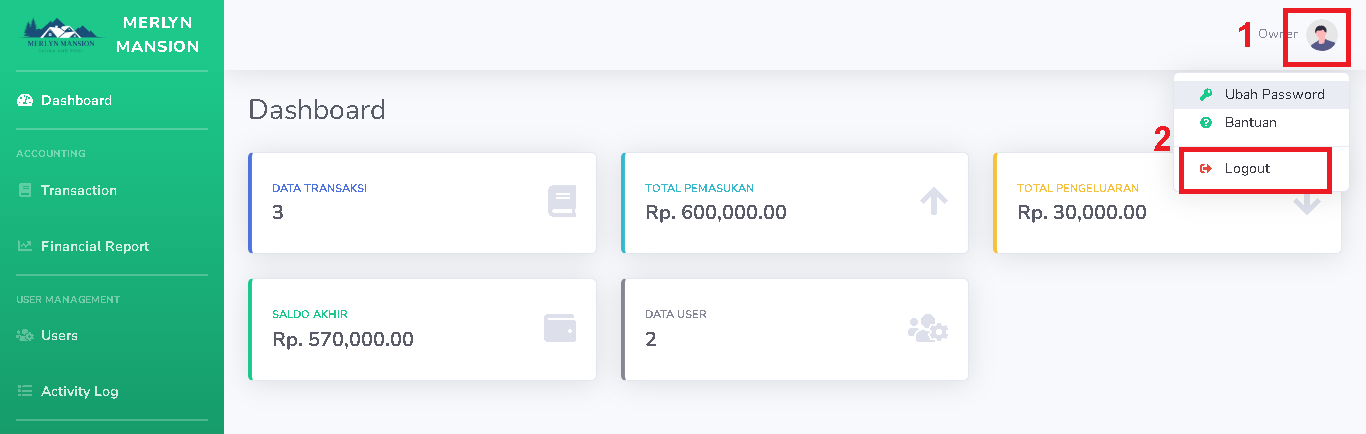 MERLYN MANSION
MERLYN
MANSION
Dashboard
ACCOUNTING
Transaction
Financial Report
USER MANAGEMENT
Users
Activity Log
1
Owner
Ubah Password
Bantuan
2
Logout
Dashboard
DATA TRANSAKSI
3
TOTAL PEMASUKAN
Rp. 600,000.00
TOTAL PENGELUARAN
Rp. 30,000.00
SALDO AKHIR
Rp. 570,000.00
DATA USER
2